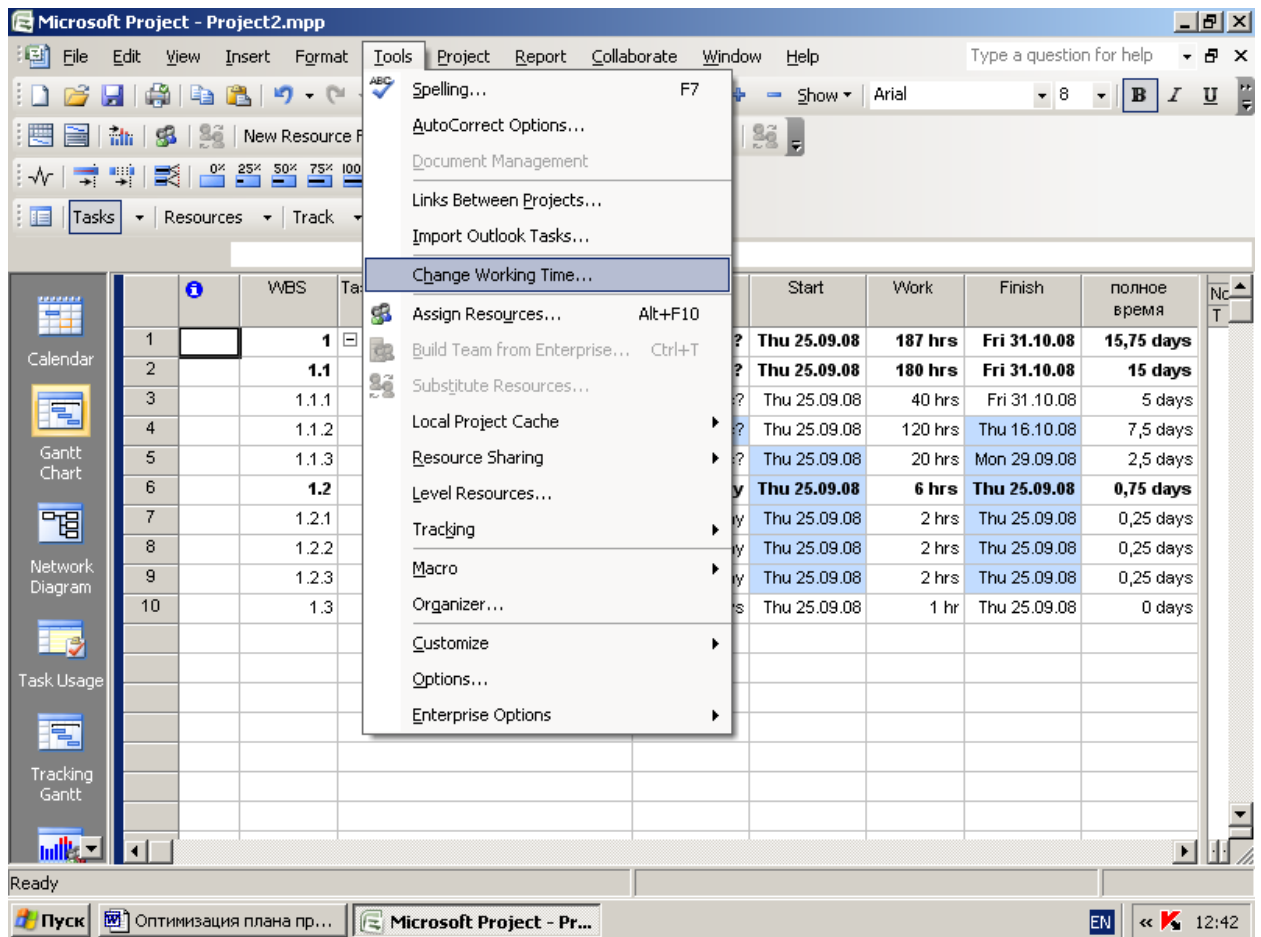 Microsoft Project - Project2.mpp
File Edit View Insert Format Tools Project Report Collaborate Window Help Type a question for help
Show Arial 8 B I U
New Resource F
0% 25% 50% 75% 100
Tasks Resources Track
ABC Spelling... F7
AutoCorrect Options...
Document Management
Links Between Projects...
Import Outlook Tasks...
Change Working Time...
Assign Resources... Alt+F10
Build Team from Enterprise... Ctrl+T
Substitute Resources...
Local Project Cache
Resource Sharing
Level Resources...
Tracking
Macro
Organizer...
Customize
Options...
Enterprise Options
Calendar
Gantt
Chart
Network
Diagram
Task Usage
Tracking
Gantt
WBS Ta Start Work Finish полное No
время T
1 1 ? Thu 25.09.08 187 hrs Fri 31.10.08 15,75 days
2 1.1 ? Thu 25.09.08 180 hrs Fri 31.10.08 15 days
3 1.1.1 ? Thu 25.09.08 40 hrs Fri 31.10.08 5 days
4 1.1.2 ? Thu 25.09.08 120 hrs Thu 16.10.08 7,5 days
5 1.1.3 ? Thu 25.09.08 20 hrs Mon 29.09.08 2,5 days
6 1.2 y Thu 25.09.08 6 hrs Thu 25.09.08 0,75 days
7 1.2.1 ay Thu 25.09.08 2 hrs Thu 25.09.08 0,25 days
8 1.2.2 ay Thu 25.09.08 2 hrs Thu 25.09.08 0,25 days
9 1.2.3 ay Thu 25.09.08 2 hrs Thu 25.09.08 0,25 days
10 1.3 s Thu 25.09.08 1 hr Thu 25.09.08 0 days
Ready
Пуск Оптимизация плана пр... Microsoft Project - Pr... EN « 12:42